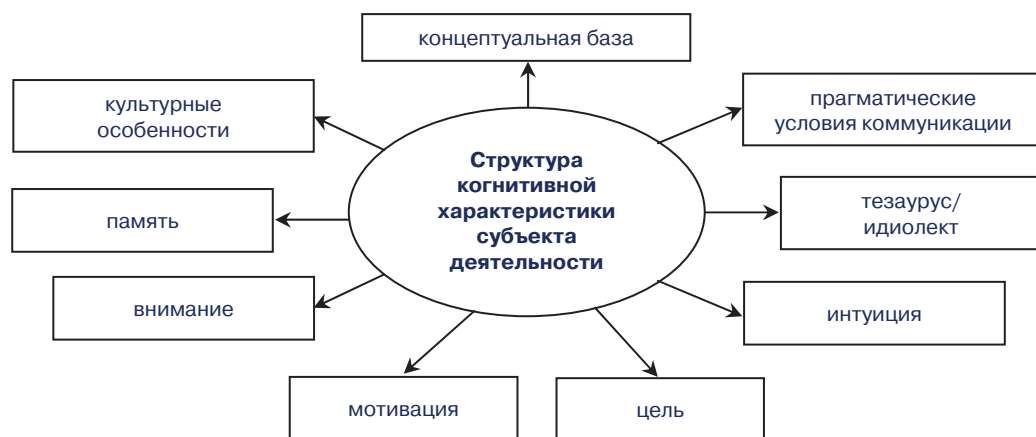 концептуальная база
культурные
особенности
прагматические
условия коммуникации
Структура
когнитивной
характеристики
субъекта
деятельности
память
тезаурус/
идиолект
внимание
интуиция
мотивация
цель